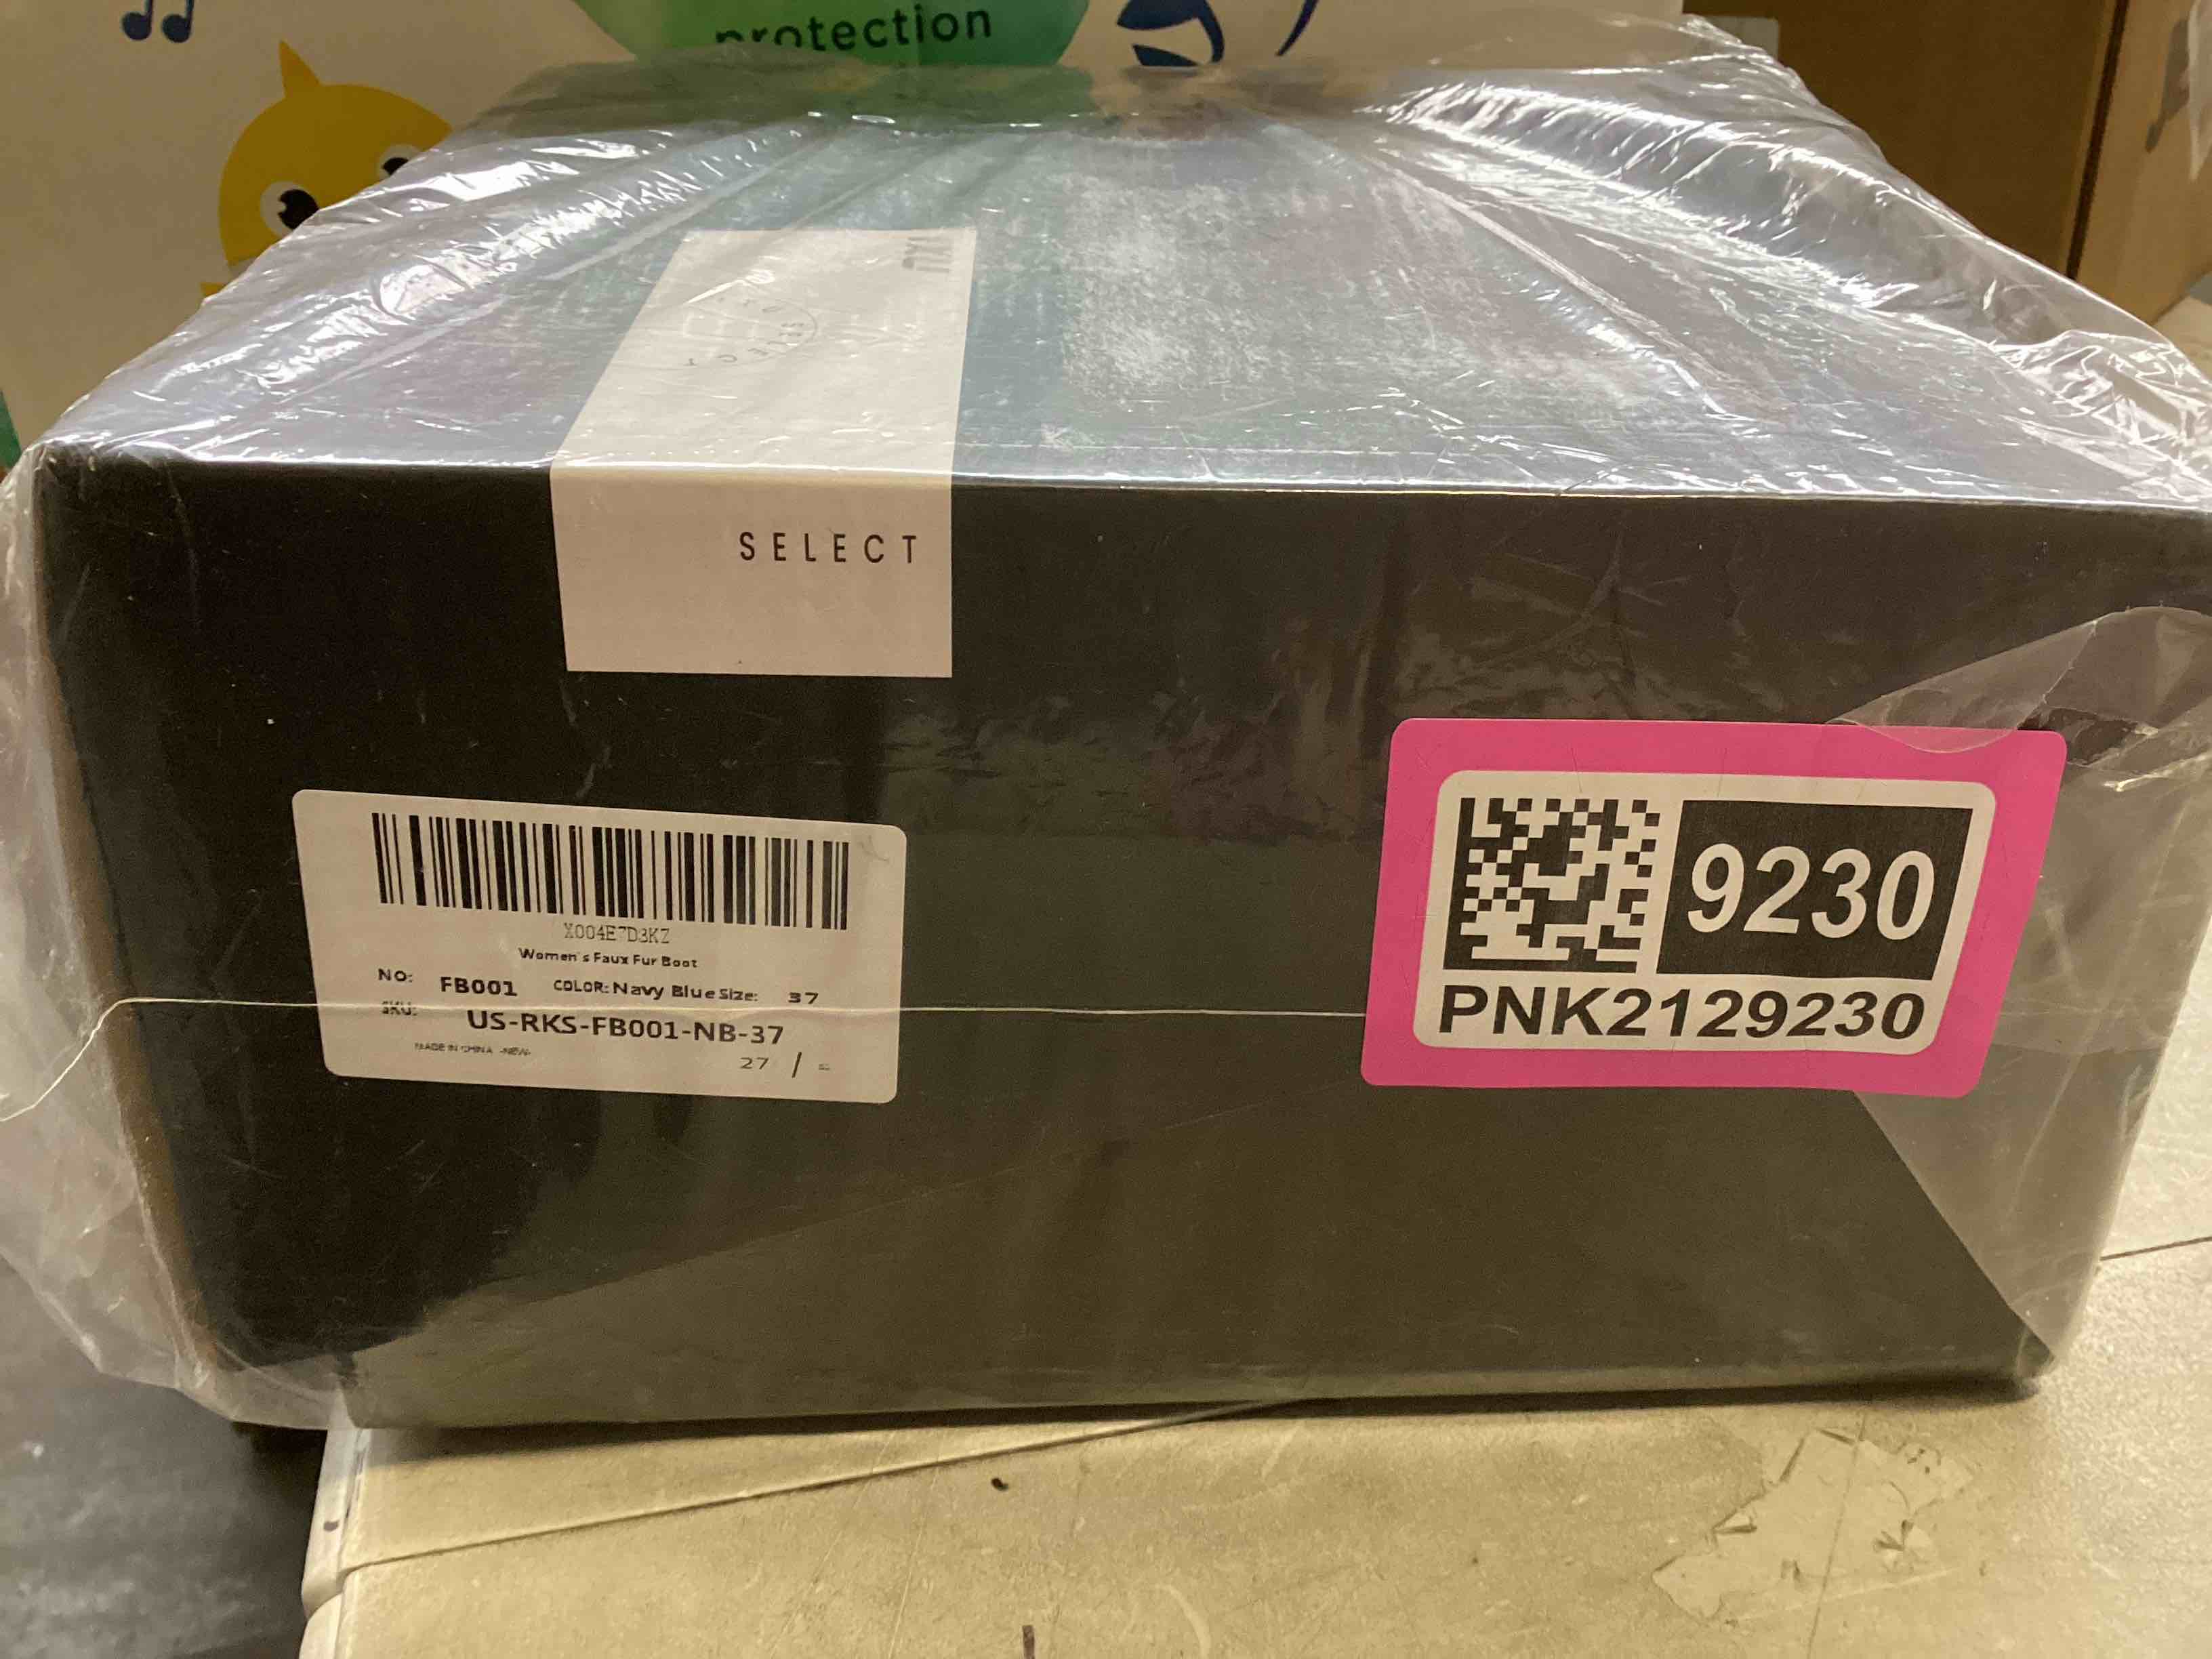 protection
SELECT
SELECT
X004E7D3KZ
Women's Faux Fur Boot
NO: FB001 COLOR: Navy Blue Size: 37
SKU: US-RKS-FB001-NB-37
MADE IN CHINA -NEW-
27 /
9230
PNK2129230